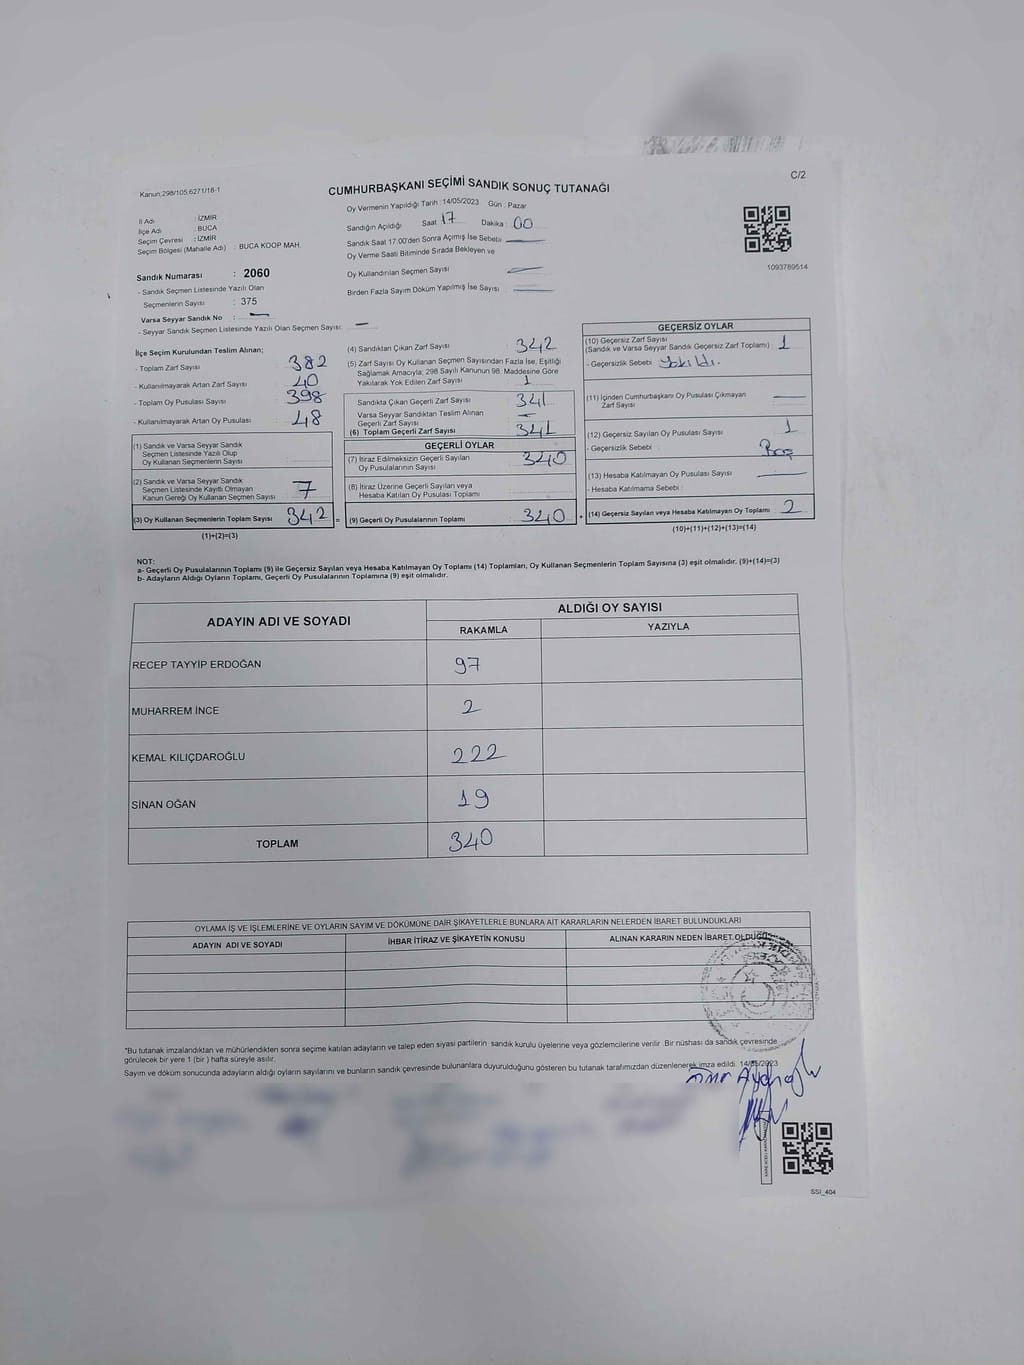 Kanun:298/105,6271/18-1
CUMHURBAŞKANI SEÇİMİ SANDIK SONUÇ TUTANAĞI
C/2
İl Adı : İZMİR
İlçe Adı : BUCA
Seçim Çevresi : İZMİR
Seçim Bölgesi (Mahalle Adı) : BUCA KOOP MAH.
Sandık Numarası : 2060
- Sandık Seçmen Listesinde Yazılı Olan
Seçmenlerin Sayısı : 375
Varsa Seyyar Sandık No : —
- Seyyar Sandık Seçmen Listesinde Yazılı Olan Seçmen Sayısı: —
Oy Vermenin Yapıldığı Tarih : 14/05/2023 Gün : Pazar
Sandığın Açıldığı Saat : 17 Dakika : 00
Sandık Saat 17.00'den Sonra Açımış İse Sebebi
Oy Verme Saati Bitiminde Sırada Bekleyen ve
Oy Kullandırılan Seçmen Sayısı
Birden Fazla Sayım Döküm Yapılmış İse Sayısı :
1093789514
İlçe Seçim Kurulundan Teslim Alınan;
- Toplam Zarf Sayısı : 382
- Kullanılmayarak Artan Zarf Sayısı : 40
- Toplam Oy Pusulası Sayısı : 398
- Kullanılmayarak Artan Oy Pusulası : 48
(1) Sandık ve Varsa Seyyar Sandık
Seçmen Listesinde Yazılı Olup
Oy Kullanan Seçmenlerin Sayısı :
(2) Sandık ve Varsa Seyyar Sandık
Seçmen Listesinde Kayıtlı Olmayan
Kanun Gereği Oy Kullanan Seçmen Sayısı : 7
(3) Oy Kullanan Seçmenlerin Toplam Sayısı : 342 =
(1)+(2)=(3)
(4) Sandıktan Çıkan Zarf Sayısı : 342
(5) Zarf Sayısı Oy Kullanan Seçmen Sayısından Fazla İse, Eşitliği
Sağlamak Amacıyla; 298 Sayılı Kanunun 98. Maddesine Göre
Yakılarak Yok Edilen Zarf Sayısı : 1
Sandıkta Çıkan Geçerli Zarf Sayısı : 341
Varsa Seyyar Sandıktan Teslim Alınan
Geçerli Zarf Sayısı : —
(6) Toplam Geçerli Zarf Sayısı : 341
GEÇERLİ OYLAR
(7) İtiraz Edilmeksizin Geçerli Sayılan
Oy Pusulalarının Sayısı : 340
(8) İtiraz Üzerine Geçerli Sayılan veya
Hesaba Katılan Oy Pusulası Toplamı :
(9) Geçerli Oy Pusulalarının Toplamı : 340 +
GEÇERSİZ OYLAR
(10) Geçersiz Zarf Sayısı
(Sandık ve Varsa Seyyar Sandık Geçersiz Zarf Toplamı) : 1
- Geçersizlik Sebebi : Yakıldı.
(11) İçinden Cumhurbaşkanı Oy Pusulası Çıkmayan
Zarf Sayısı
(12) Geçersiz Sayılan Oy Pusulası Sayısı : 1
- Geçersizlik Sebebi :
(13) Hesaba Katılmayan Oy Pusulası Sayısı
- Hesaba Katılmama Sebebi :
(14) Geçersiz Sayılan veya Hesaba Katılmayan Oy Toplamı : 2
(10)+(11)+(12)+(13)=(14)
NOT:
a- Geçerli Oy Pusulalarının Toplamı (9) ile Geçersiz Sayılan veya Hesaba Katılmayan Oy Toplamı (14) Toplamları, Oy Kullanan Seçmenlerin Toplam Sayısına (3) eşit olmalıdır. (9)+(14)=(3)
b- Adayların Aldığı Oyların Toplamı, Geçerli Oy Pusulalarının Toplamına (9) eşit olmalıdır.
ADAYIN ADI VE SOYADI
ALDIĞI OY SAYISI
RAKAMLA YAZIYLA
RECEP TAYYİP ERDOĞAN 97
MUHARREM İNCE 2
KEMAL KILIÇDAROĞLU 222
SİNAN OĞAN 19
TOPLAM 340
OYLAMA İŞ VE İŞLEMLERİNE VE OYLARIN SAYIM VE DÖKÜMÜNE DAİR ŞİKAYETLERLE BUNLARA AİT KARARLARIN NELERDEN İBARET BULUNDUKLARI
ADAYIN ADI VE SOYADI İHBAR İTİRAZ VE ŞİKAYETİN KONUSU ALINAN KARARIN NEDEN İBARET OLDUĞU
*Bu tutanak imzalandıktan ve mühürlendikten sonra seçime katılan adayların ve talep eden siyasi partilerin sandık kurulu üyelerine veya gözlemcilerine verilir. Bir nüshası da sandık çevresinde
görülecek bir yere 1 (bir ) hafta süreyle asılır.
Sayım ve döküm sonucunda adayların aldığı oyların sayılarını ve bunların sandık çevresinde bulunanlara duyurulduğunu gösteren bu tutanak tarafımızdan düzenlenerek imza edildi. 14/05/2023
SSİ_404